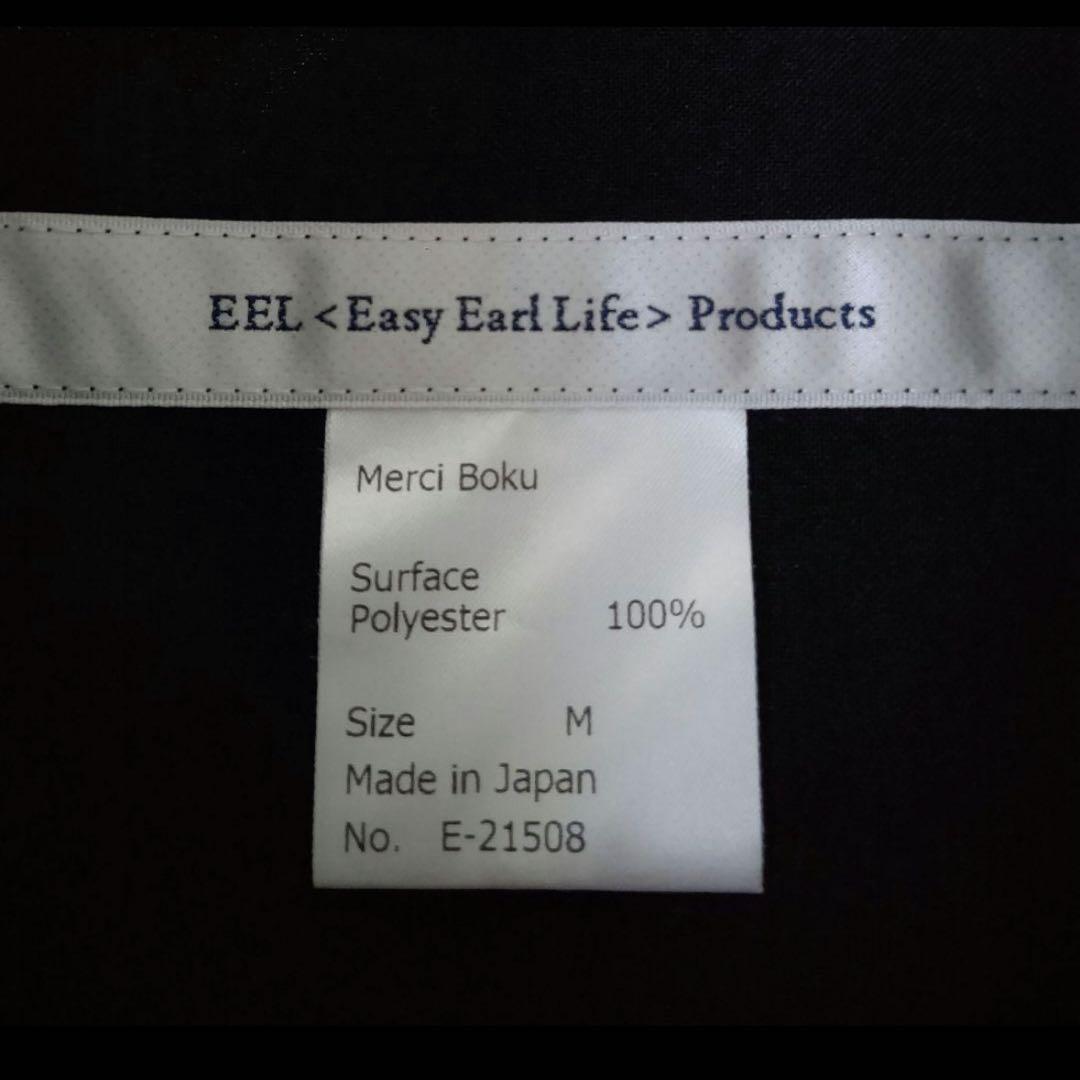 EEL <Easy Earl Life> Products
Merci Boku
Surface
Polyester 100%
Size M
Made in Japan
No. E-21508